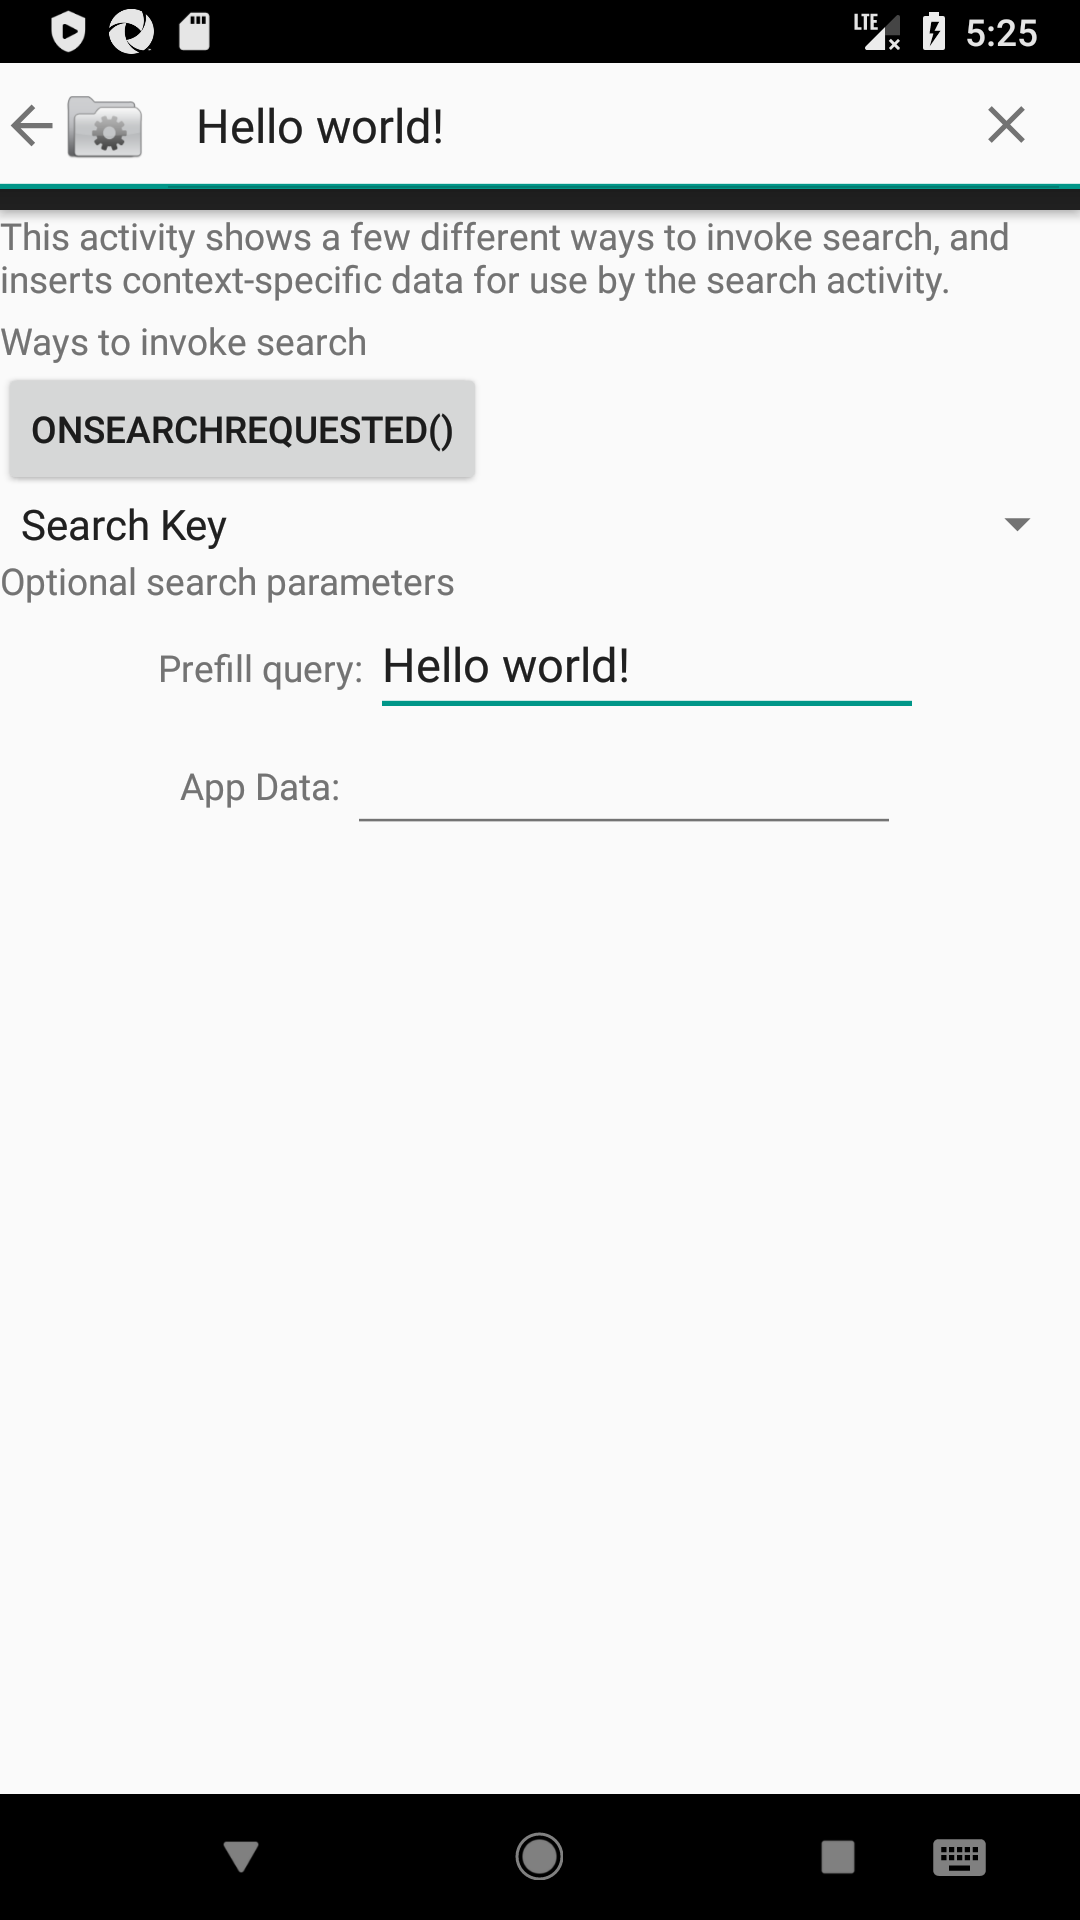 LTE 5:25
Hello world!
This activity shows a few different ways to invoke search, and
inserts context-specific data for use by the search activity.
Ways to invoke search
ONSEARCHREQUESTED()
Search Key
Optional search parameters
Prefill query: Hello world!
App Data: